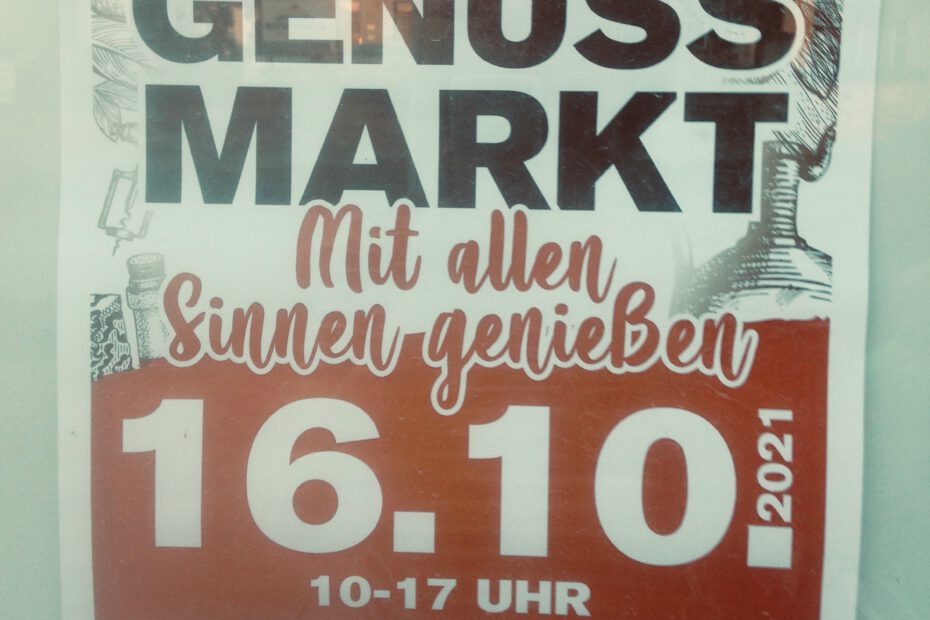 GENUSS
MARKT
Mit allen
Sinnen genießen
16.10.
2021
10-17 UHR